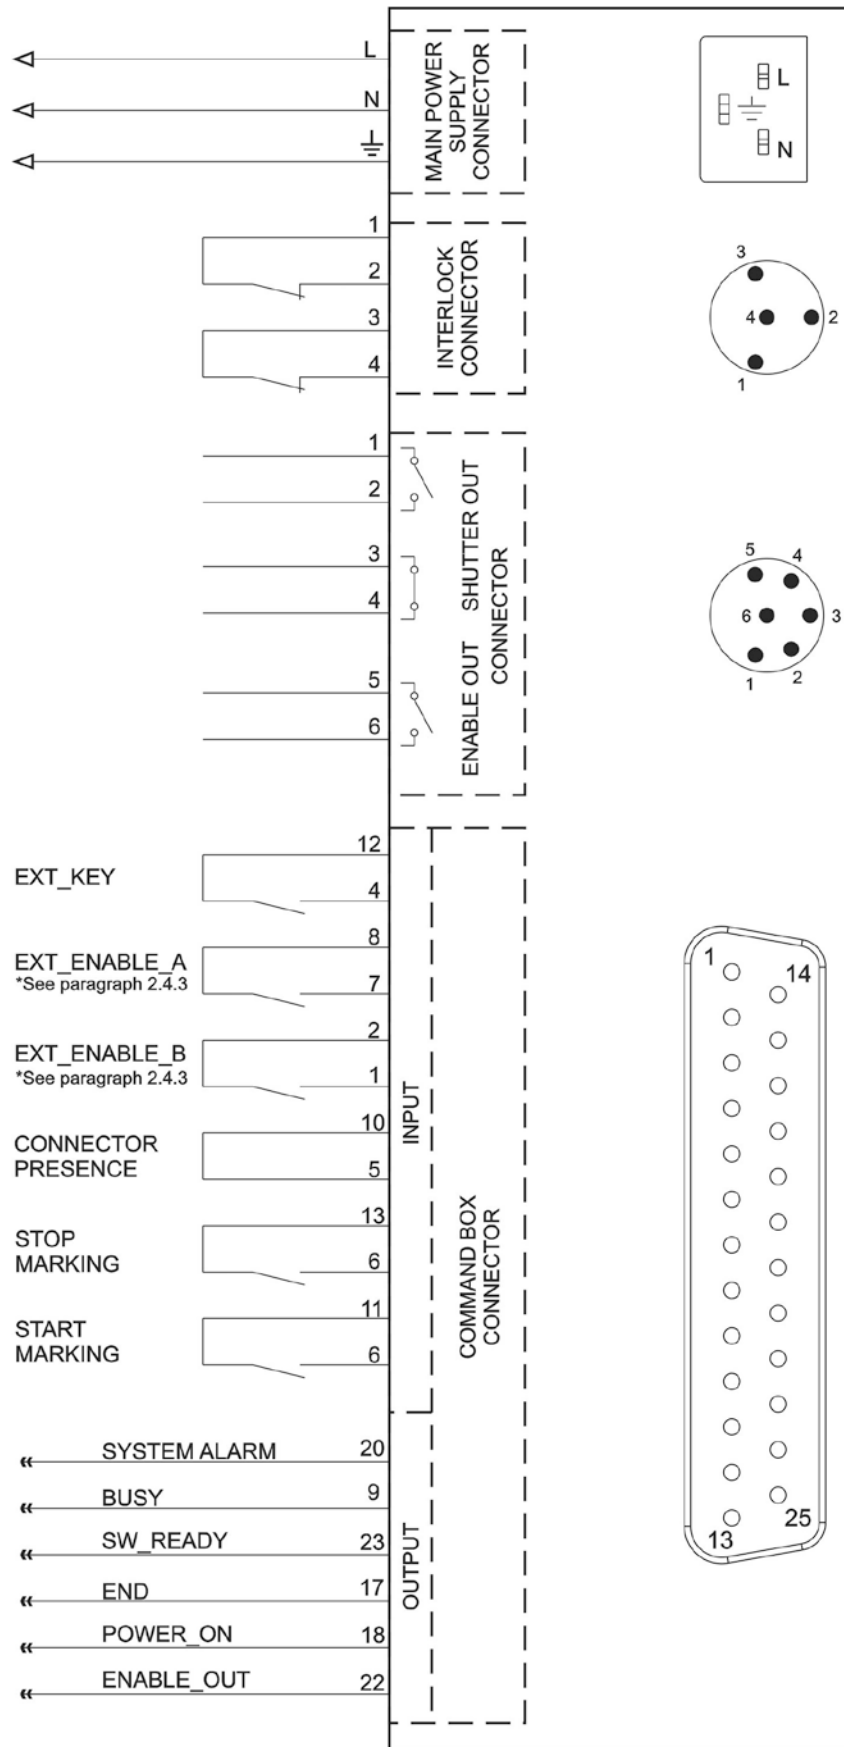 L
N
MAIN POWER
SUPPLY
CONNECTOR
L
N
1
2
3
4
INTERLOCK
CONNECTOR
3
4
2
1
1
2
3
4
5
6
ENABLE OUT SHUTTER OUT
CONNECTOR
5
4
6
3
1
2
EXT_KEY
12
4
EXT_ENABLE_A
*See paragraph 2.4.3
8
7
EXT_ENABLE_B
*See paragraph 2.4.3
2
1
CONNECTOR
PRESENCE
10
5
STOP
MARKING
13
6
START
MARKING
11
6
INPUT
COMMAND BOX
CONNECTOR
SYSTEM ALARM 20
BUSY 9
SW_READY 23
END 17
POWER_ON 18
ENABLE_OUT 22
OUTPUT
1
14
13
25